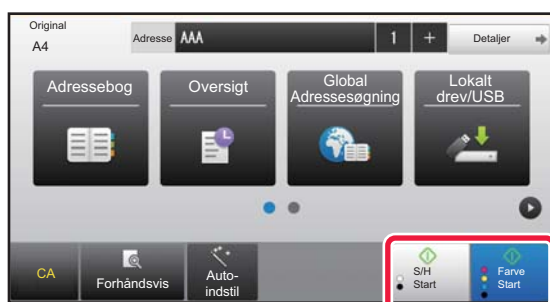 Original
A4
Adresse AAA 1 + Detaljer
Adressebog
Oversigt
Global
Adressesøgning
Lokalt
drev/USB
CA
Forhåndsvis
Auto-
indstil
S/H
Start
Farve
Start